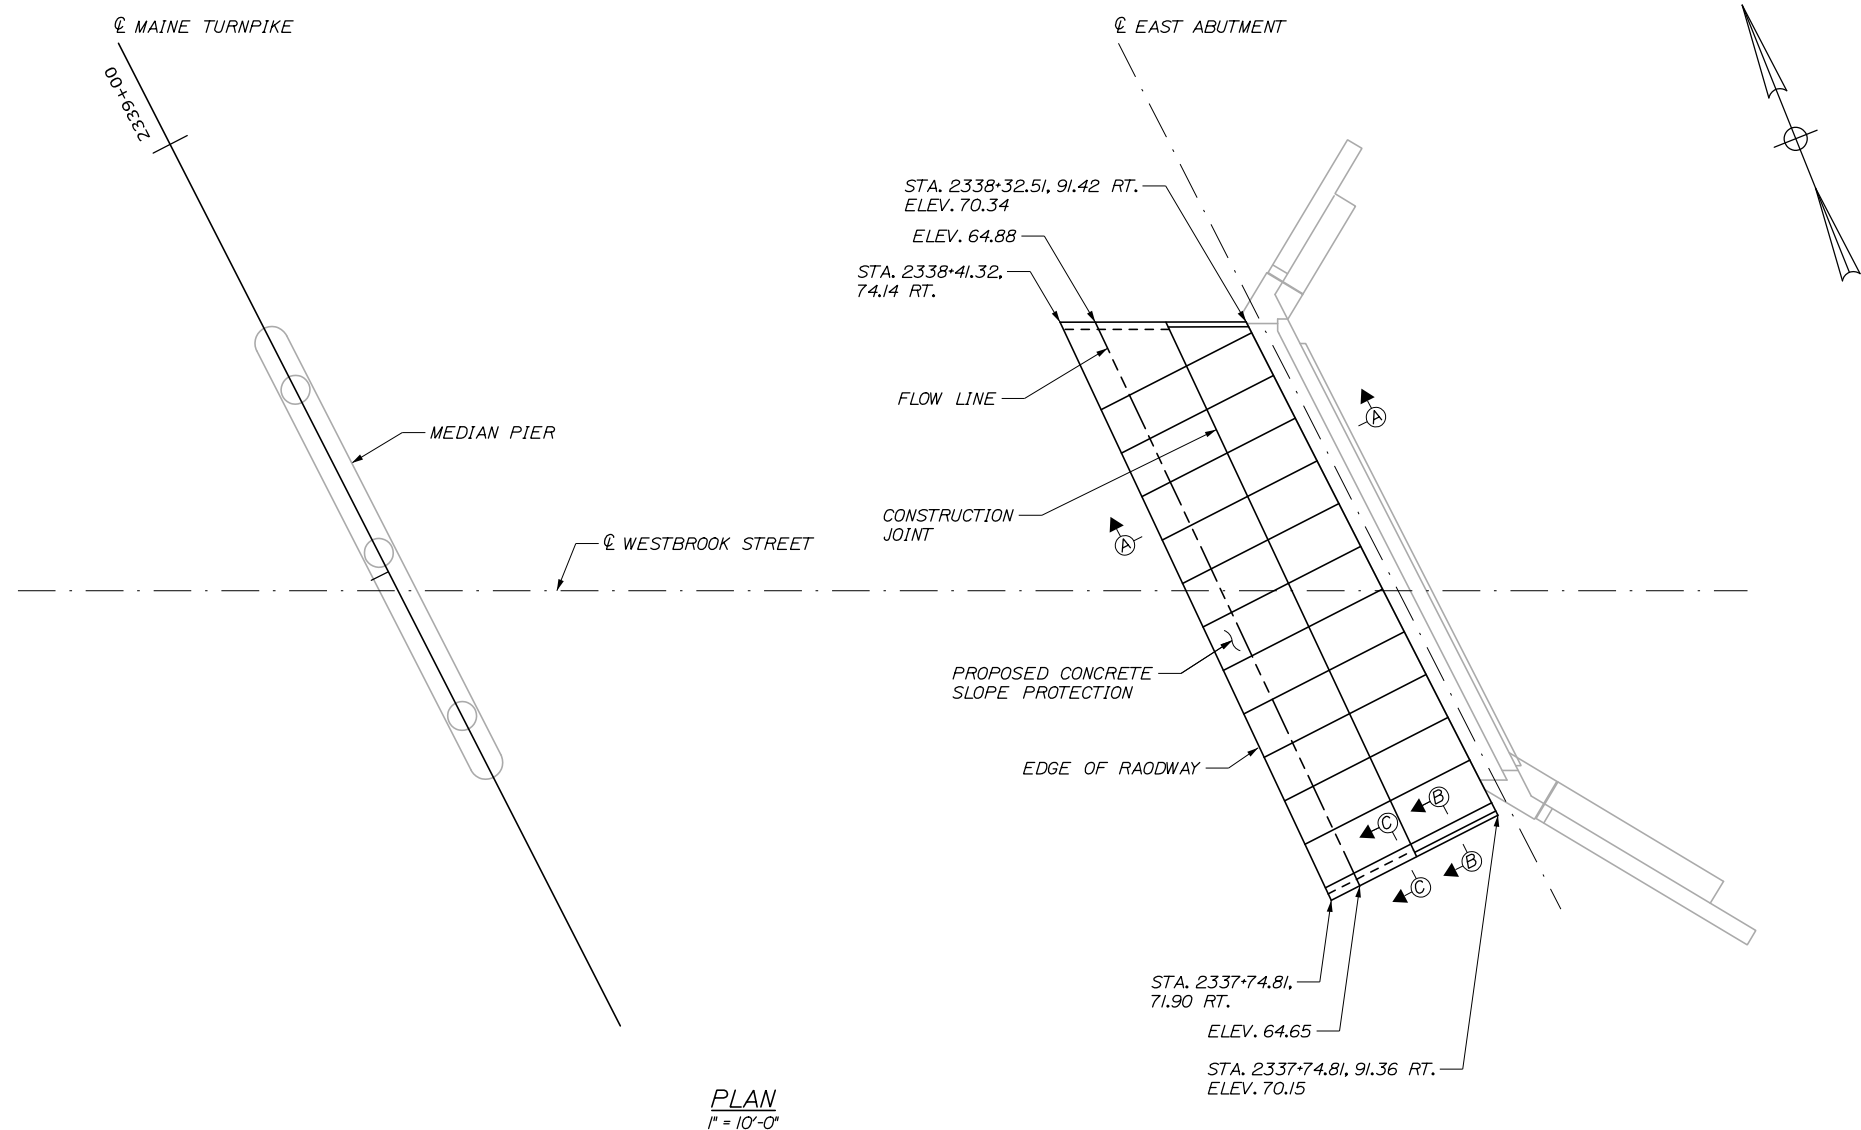 ℄ MAINE TURNPIKE
℄ EAST ABUTMENT
2339+00
STA. 2338+32.51, 91.42 RT.
ELEV. 70.34
ELEV. 64.88
STA. 2338+41.32,
74.14 RT.
FLOW LINE
MEDIAN PIER
A
CONSTRUCTION
JOINT
A
℄ WESTBROOK STREET
PROPOSED CONCRETE
SLOPE PROTECTION
EDGE OF RAODWAY
B
C
B
C
STA. 2337+74.81,
71.90 RT.
ELEV. 64.65
STA. 2337+74.81, 91.36 RT.
ELEV. 70.15
PLAN
1" = 10'-0"